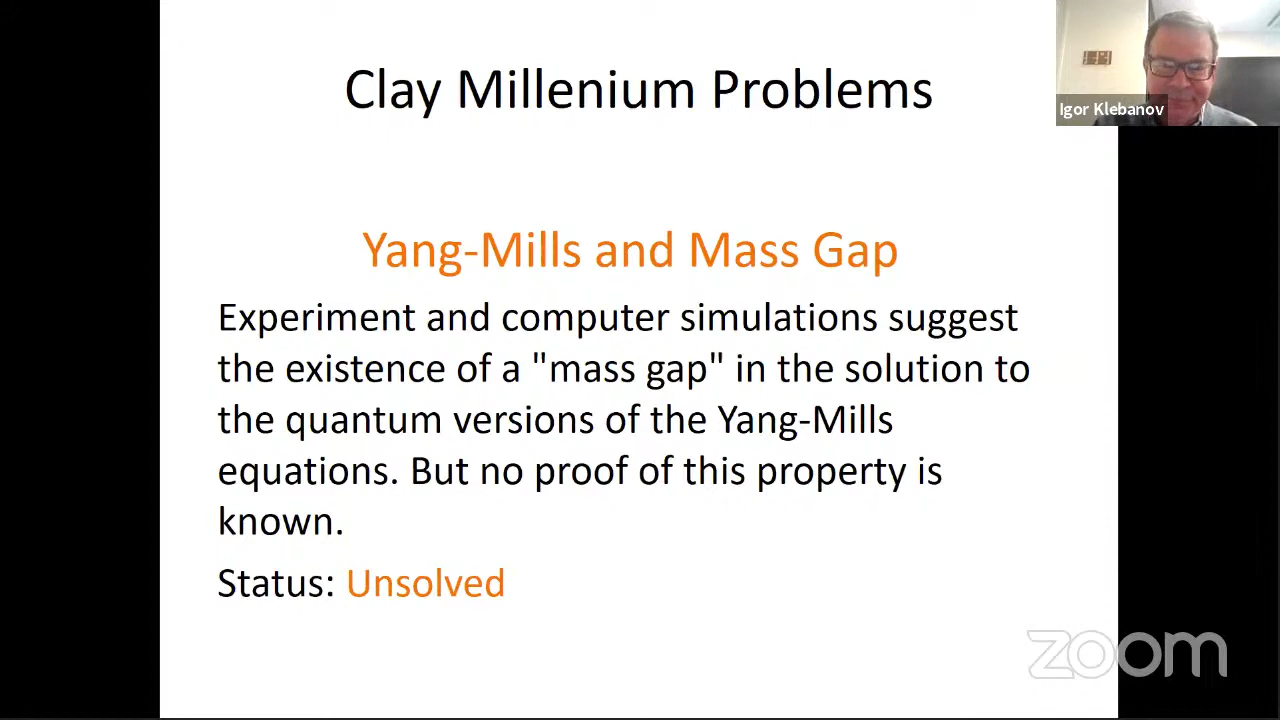 Clay Millenium Problems
Igor Klebanov
Yang-Mills and Mass Gap
Experiment and computer simulations suggest
the existence of a "mass gap" in the solution to
the quantum versions of the Yang-Mills
equations. But no proof of this property is
known.
Status: Unsolved
zoom